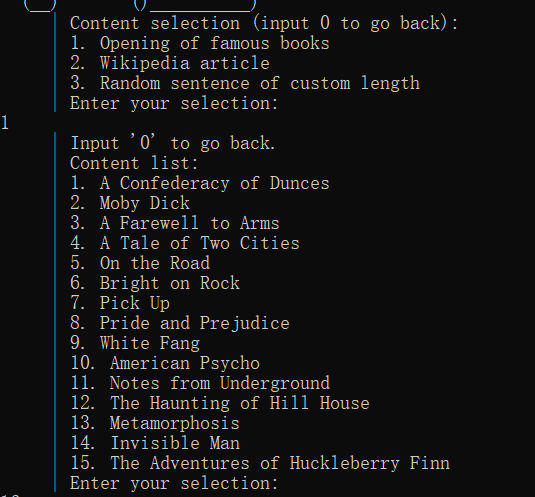 (__) ()____________)
Content selection (input 0 to go back):
1. Opening of famous books
2. Wikipedia article
3. Random sentence of custom length
Enter your selection:
1
Input '0' to go back.
Content list:
1. A Confederacy of Dunces
2. Moby Dick
3. A Farewell to Arms
4. A Tale of Two Cities
5. On the Road
6. Bright on Rock
7. Pick Up
8. Pride and Prejudice
9. White Fang
10. American Psycho
11. Notes from Underground
12. The Haunting of Hill House
13. Metamorphosis
14. Invisible Man
15. The Adventures of Huckleberry Finn
Enter your selection: